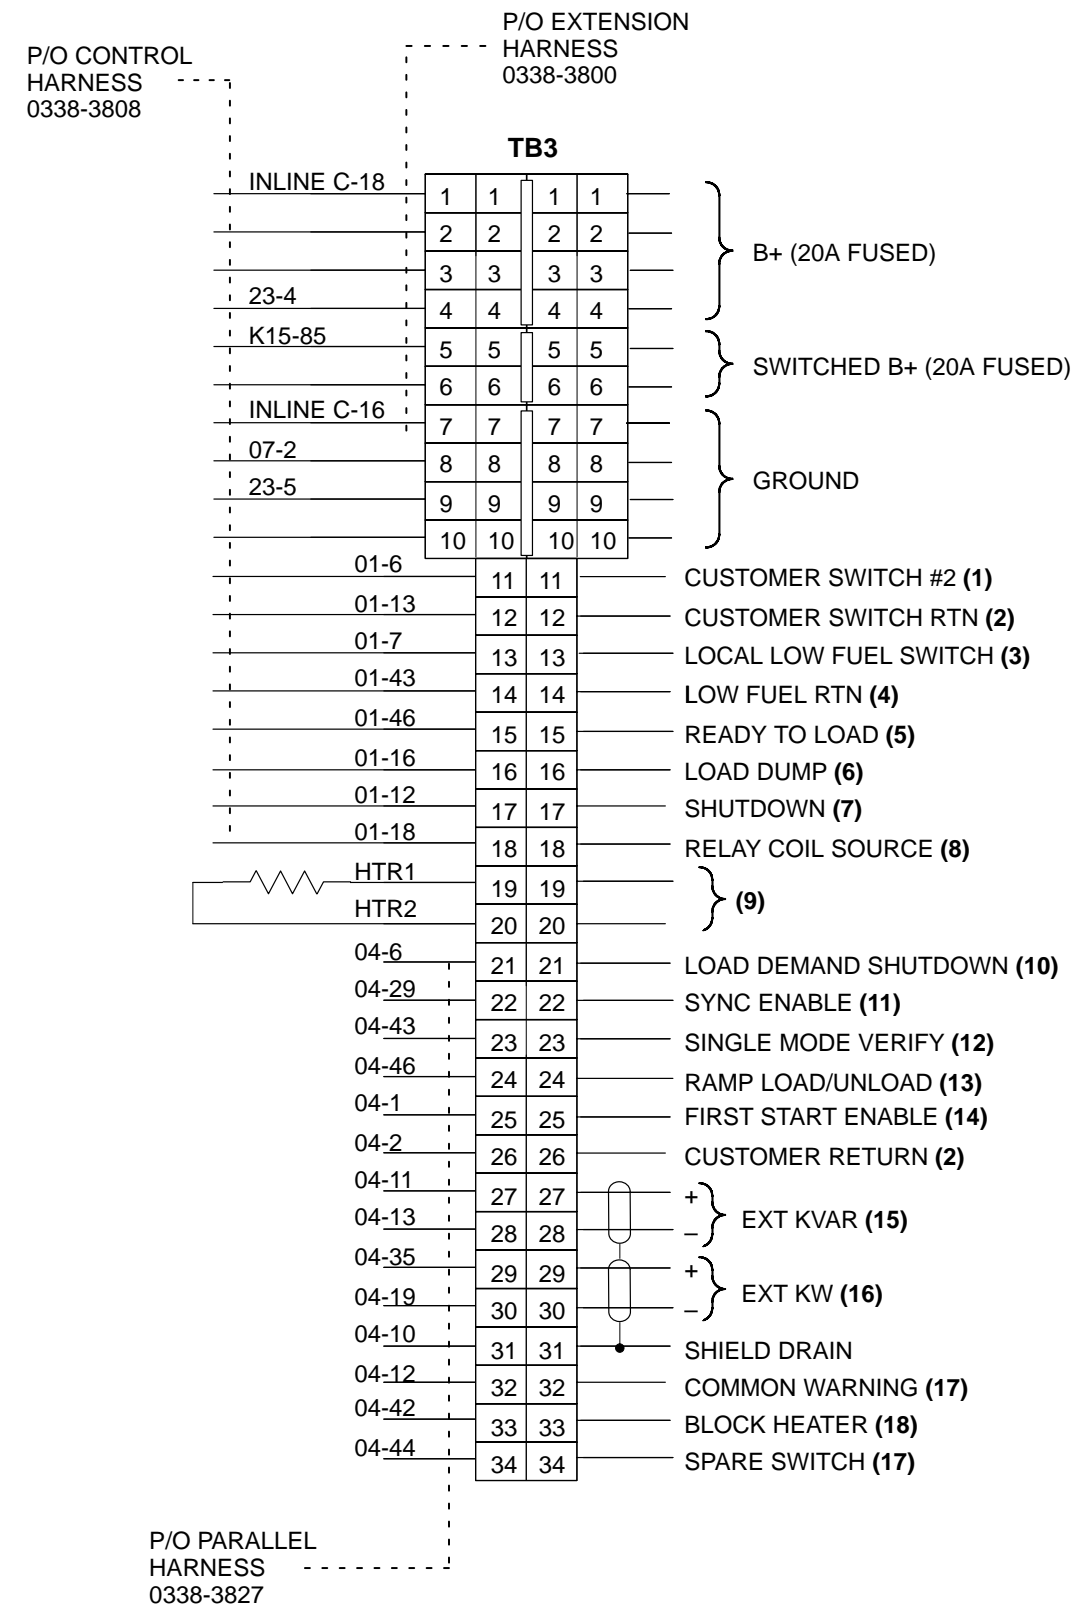 P/O EXTENSION
HARNESS
0338-3800
P/O CONTROL
HARNESS
0338-3808
TB3
INLINE C-18 1 1 1 1
2 2 2 2
3 3 3 3
23-4 4 4 4 4
B+ (20A FUSED)
K15-85 5 5 5 5
6 6 6 6
SWITCHED B+ (20A FUSED)
INLINE C-16 7 7 7 7
07-2 8 8 8 8
23-5 9 9 9 9
10 10 10 10
GROUND
01-6 11 11 CUSTOMER SWITCH #2 (1)
01-13 12 12 CUSTOMER SWITCH RTN (2)
01-7 13 13 LOCAL LOW FUEL SWITCH (3)
01-43 14 14 LOW FUEL RTN (4)
01-46 15 15 READY TO LOAD (5)
01-16 16 16 LOAD DUMP (6)
01-12 17 17 SHUTDOWN (7)
01-18 18 18 RELAY COIL SOURCE (8)
HTR1 19 19
HTR2 20 20
(9)
04-6 21 21 LOAD DEMAND SHUTDOWN (10)
04-29 22 22 SYNC ENABLE (11)
04-43 23 23 SINGLE MODE VERIFY (12)
04-46 24 24 RAMP LOAD/UNLOAD (13)
04-1 25 25 FIRST START ENABLE (14)
04-2 26 26 CUSTOMER RETURN (2)
04-11 27 27 +
04-13 28 28 –
EXT KVAR (15)
04-35 29 29 +
04-19 30 30 –
EXT KW (16)
04-10 31 31 SHIELD DRAIN
04-12 32 32 COMMON WARNING (17)
04-42 33 33 BLOCK HEATER (18)
04-44 34 34 SPARE SWITCH (17)
P/O PARALLEL
HARNESS
0338-3827